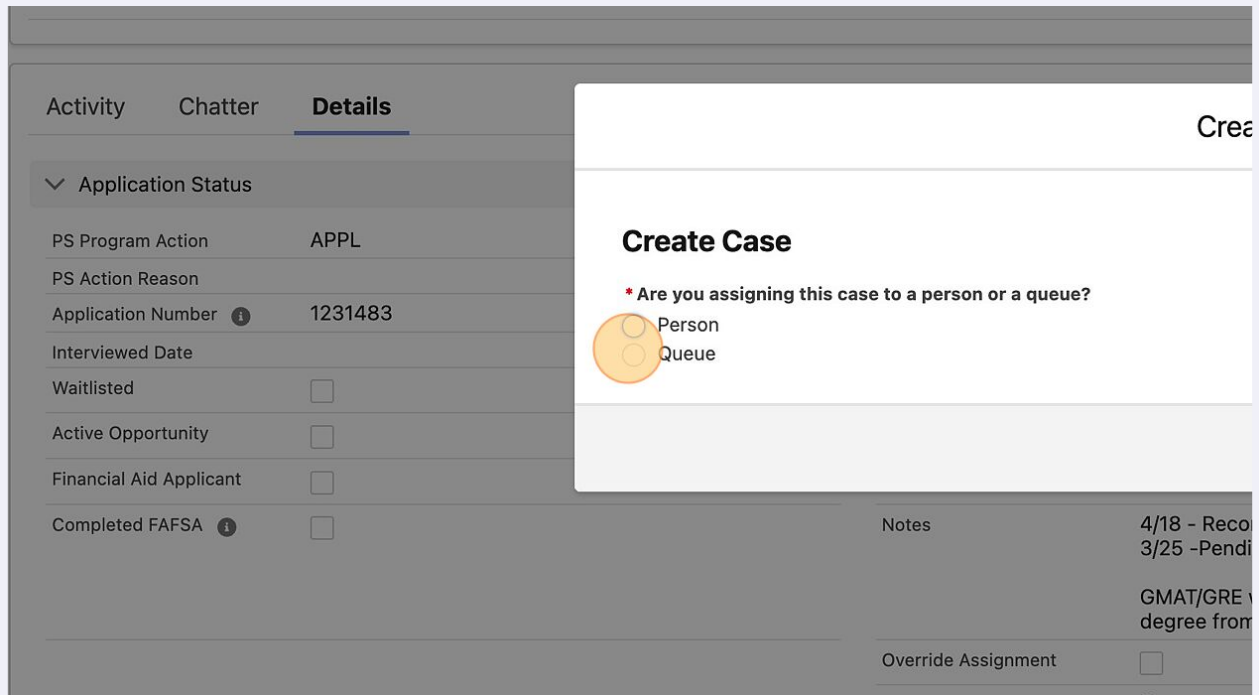 Activity Chatter Details
Application Status
PS Program Action APPL
PS Action Reason
Application Number 1231483
Interviewed Date
Waitlisted
Active Opportunity
Financial Aid Applicant
Completed FAFSA
Crea
Create Case
*Are you assigning this case to a person or a queue?
Person
Queue
Notes 4/18 - Reco
3/25 -Pendi
GMAT/GRE
degree from
Override Assignment